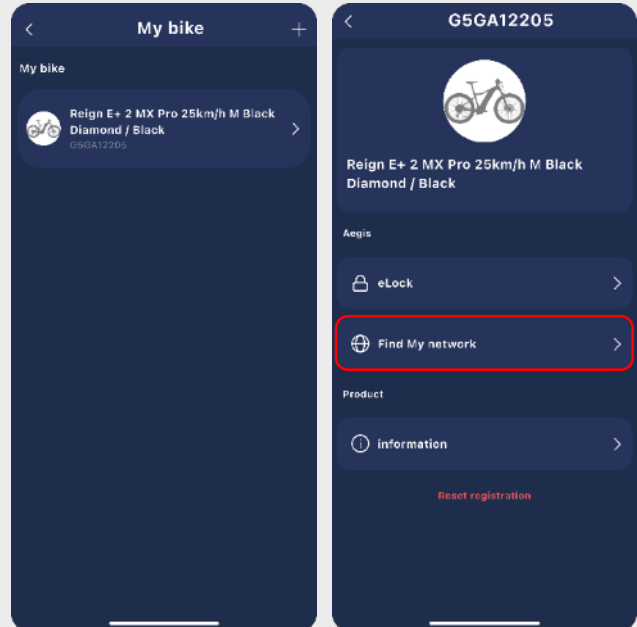 My bike
My bike
Reign E+ 2 MX Pro 25km/h M Black
Diamond / Black
G5GA12205
G5GA12205
Reign E+ 2 MX Pro 25km/h M Black
Diamond / Black
Aegis
eLock
Find My network
Product
information
Reset registration